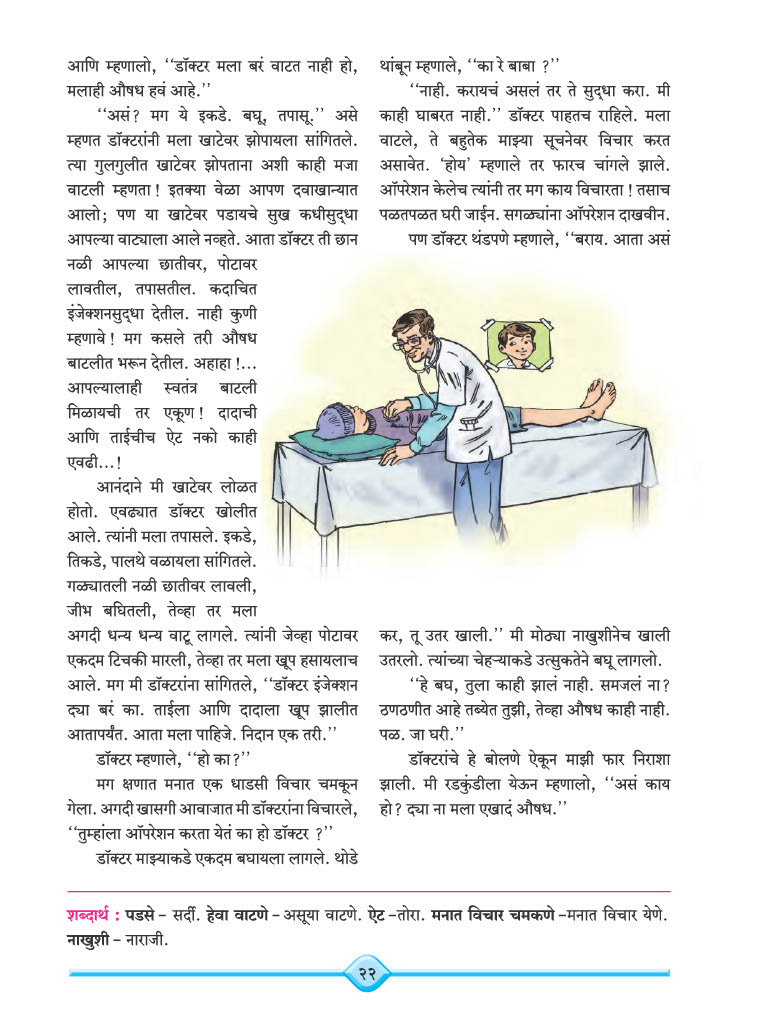 आणि म्हणालो, ‘‘डॉक्टर मला बरं वाटत नाही हो,
मलाही औषध हवं आहे.’’
‘‘असं? मग ये इकडे. बघू, तपासू.’’ असे
म्हणत डॉक्टरांनी मला खाटेवर झोपायला सांगितले.
त्या गुलगुलीत खाटेवर झोपताना अशी काही मजा
वाटली म्हणता! इतक्या वेळा आपण दवाखान्यात
आलो; पण या खाटेवर पडायचे सुख कधीसुद्धा
आपल्या वाट्याला आले नव्हते. आता डॉक्टर ती छान
नळी आपल्या छातीवर, पोटावर
लावतील, तपासतील. कदाचित
इंजेक्शनसुद्धा देतील. नाही कुणी
म्हणावे! मग कसले तरी औषध
बाटलीत भरून देतील. अहाहा!...
आपल्यालाही स्वतंत्र बाटली
मिळायची तर एकूण! दादाची
आणि ताईचीच ऐट नको काही
एवढी...!
आनंदाने मी खाटेवर लोळत
होतो. एवढ्यात डॉक्टर खोलीत
आले. त्यांनी मला तपासले. इकडे,
तिकडे, पालथे वळायला सांगितले.
गळ्यातली नळी छातीवर लावली,
जीभ बघितली, तेव्हा तर मला
अगदी धन्य धन्य वाटू लागले. त्यांनी जेव्हा पोटावर
एकदम टिचकी मारली, तेव्हा तर मला खूप हसायलाच
आले. मग मी डॉक्टरांना सांगितले, ‘‘डॉक्टर इंजेक्शन
द्या बरं का. ताईला आणि दादाला खूप झालीत
आतापर्यंत. आता मला पाहिजे. निदान एक तरी.’’
डॉक्टर म्हणाले, ‘‘हो का?’’
मग क्षणात मनात एक धाडसी विचार चमकून
गेला. अगदी खासगी आवाजात मी डॉक्टरांना विचारले,
‘‘तुम्हांला ऑपरेशन करता येतं का हो डॉक्टर ?’’
डॉक्टर माझ्याकडे एकदम बघायला लागले. थोडे
थांबून म्हणाले, ‘‘का रे बाबा ?’’
‘‘नाही. करायचं असलं तर ते सुद्धा करा. मी
काही घाबरत नाही.’’ डॉक्टर पाहतच राहिले. मला
वाटले, ते बहुतेक माझ्या सूचनेवर विचार करत
असावेत. ‘होय’ म्हणाले तर फारच चांगले झाले.
ऑपरेशन केलेच त्यांनी तर मग काय विचारता! तसाच
पळतपळत घरी जाईन. सगळ्यांना ऑपरेशन दाखवीन.
पण डॉक्टर थंडपणे म्हणाले, ‘‘बराय. आता असं
कर, तू उतर खाली.’’ मी मोठ्या नाखुशीनेच खाली
उतरलो. त्यांच्या चेहऱ्याकडे उत्सुकतेने बघू लागलो.
‘‘हे बघ, तुला काही झालं नाही. समजलं ना?
ठणठणीत आहे तब्येत तुझी, तेव्हा औषध काही नाही.
पळ. जा घरी.’’
डॉक्टरांचे हे बोलणे ऐकून माझी फार निराशा
झाली. मी रडकुंडीला येऊन म्हणालो, ‘‘असं काय
हो? द्या ना मला एखादं औषध.’’
शब्दार्थ : पडसे – सर्दी. हेवा वाटणे – असूया वाटणे. ऐट –तोरा. मनात विचार चमकणे –मनात विचार येणे.
नाखुशी – नाराजी.
२२